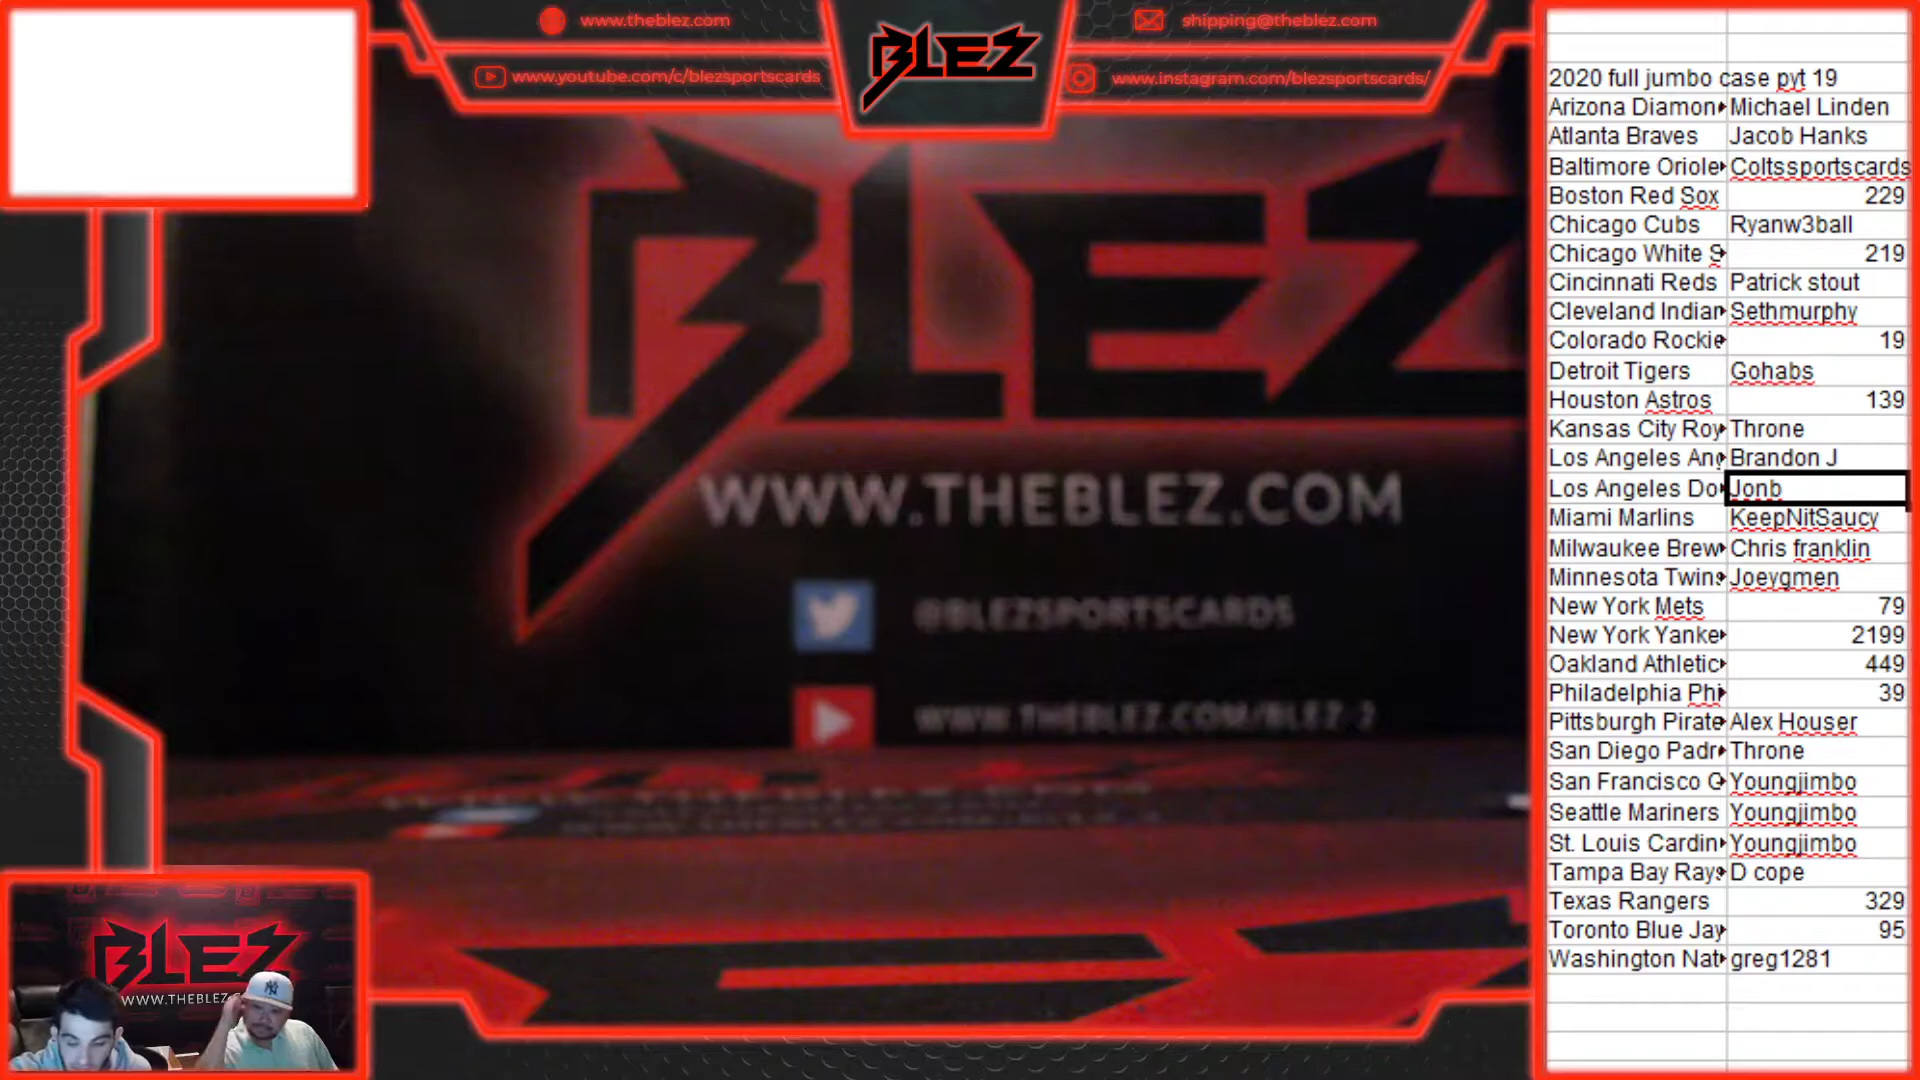 www.theblez.com
www.youtube.com/c/blezsportscards
BLEZ
shipping@theblez.com
www.instagram.com/blezsportscards/
BLEZ
WWW.THEBLEZ.COM
@BLEZSPORTSCARDS
WWW.THEBLEZ.COM/BLEZ-2
BLEZ
WWW.THEBLEZ.C
NY
2020 full jumbo case pyt 19
Arizona Diamon Michael Linden
Atlanta Braves Jacob Hanks
Baltimore Oriole Coltssportscards
Boston Red Sox 229
Chicago Cubs Ryanw3ball
Chicago White S 219
Cincinnati Reds Patrick stout
Cleveland Indian Sethmurphy
Colorado Rockie 19
Detroit Tigers Gohabs
Houston Astros 139
Kansas City Roy Throne
Los Angeles Ang Brandon J
Los Angeles Do Jonb
Miami Marlins KeepNitSaucy
Milwaukee Brew Chris franklin
Minnesota Twins Joeygmen
New York Mets 79
New York Yanke 2199
Oakland Athletic 449
Philadelphia Phi 39
Pittsburgh Pirate Alex Houser
San Diego Padr Throne
San Francisco G Youngjimbo
Seattle Mariners Youngjimbo
St. Louis Cardin Youngjimbo
Tampa Bay Rays D cope
Texas Rangers 329
Toronto Blue Jay 95
Washington Nat greg1281